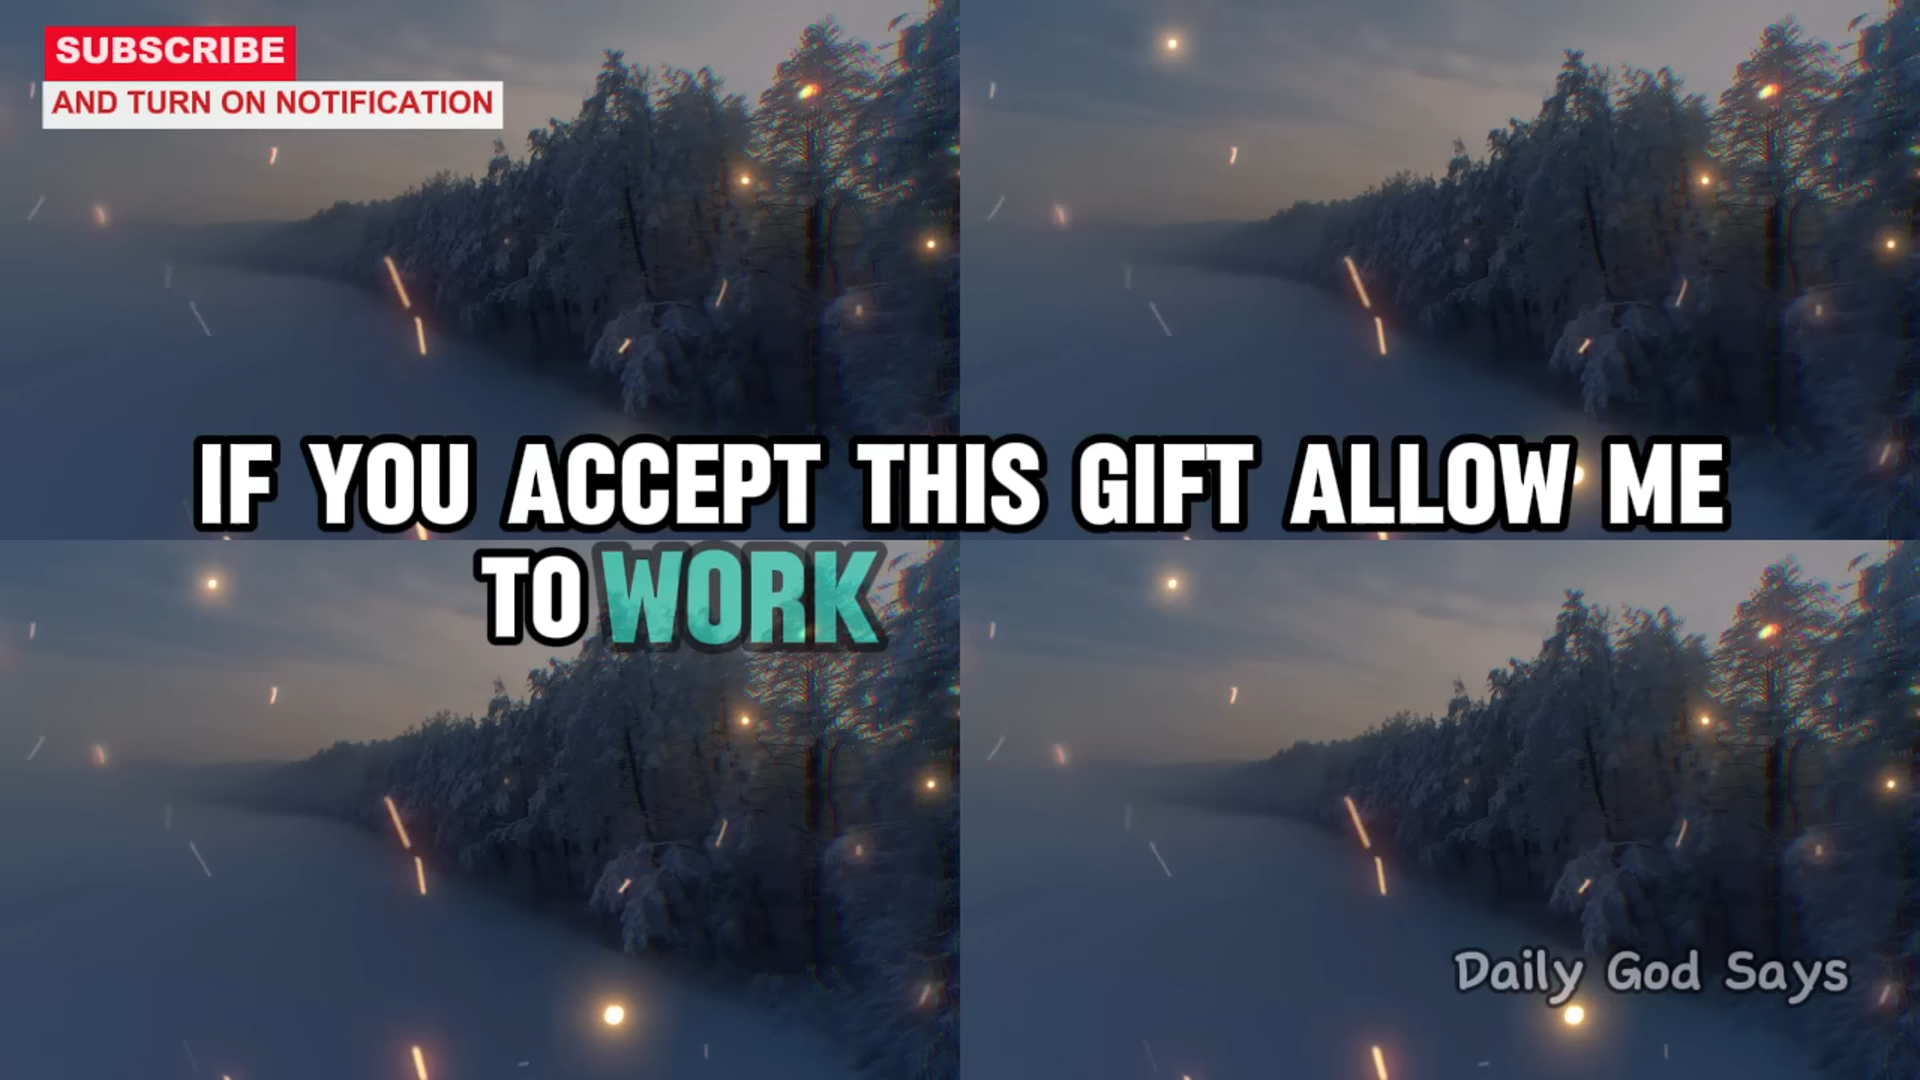 SUBSCRIBE
AND TURN ON NOTIFICATION
IF YOU ACCEPT THIS GIFT ALLOW ME
TO WORK
Daily God Says